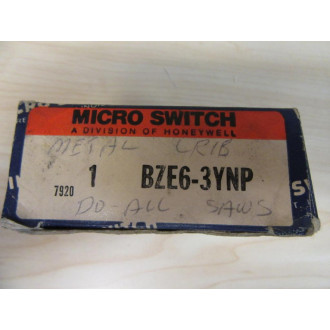 MICRO SWITCH
A DIVISION OF HONEYWELL
METAL CRIB
7920 1 BZE6-3YNP
DO-ALL SAWS